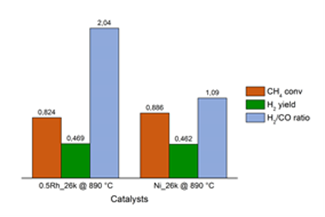 2,04
0,824
0,469
0,886
0,462
1,09
CH4 conv
H2 yield
H2/CO ratio
0.5Rh_26k @ 890 °C
Ni_26k @ 890 °C
Catalysts